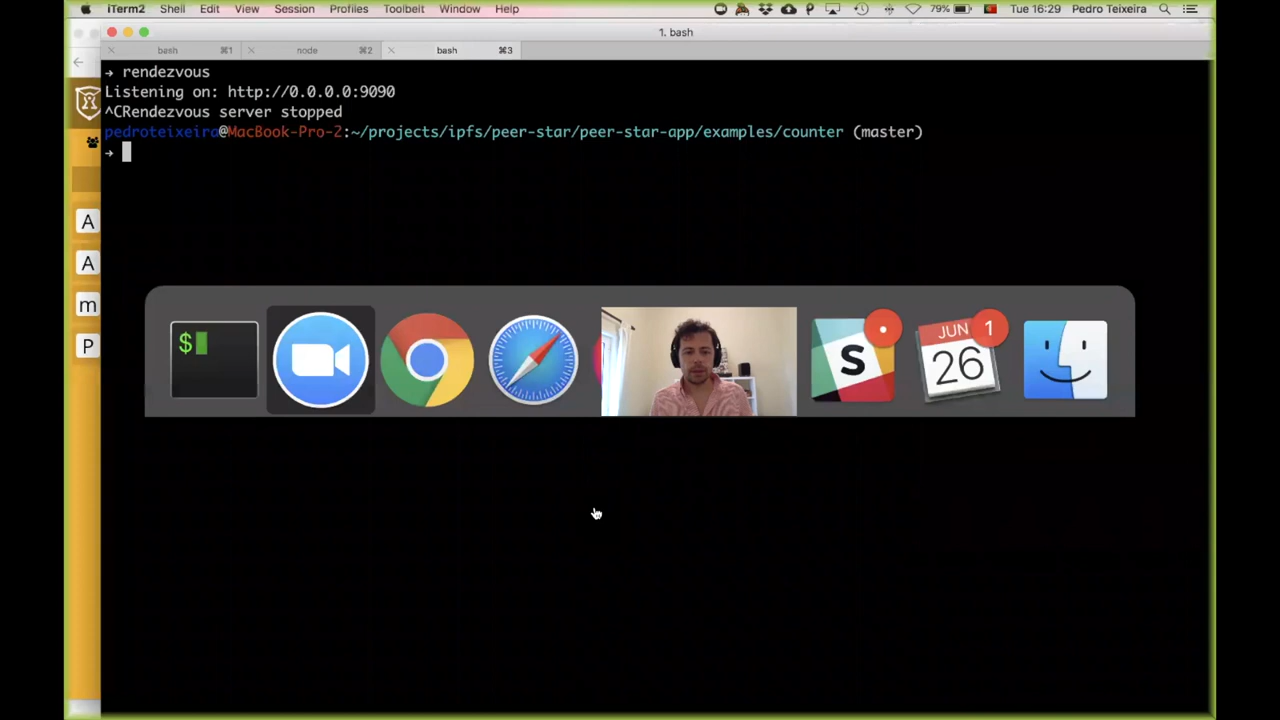 iTerm2 Shell Edit View Session Profiles Toolbelt Window Help 79% Tue 16:29 Pedro Teixeira
1. bash
bash ⌘1 node ⌘2 bash ⌘3
→ rendezvous
Listening on: http://0.0.0.0:9090
^CRendezvous server stopped
pedroteixeira@MacBook-Pro-2:~/projects/ipfs/peer-star/peer-star-app/examples/counter (master)
→
A
A
m
P
$
S
JUN 1
26